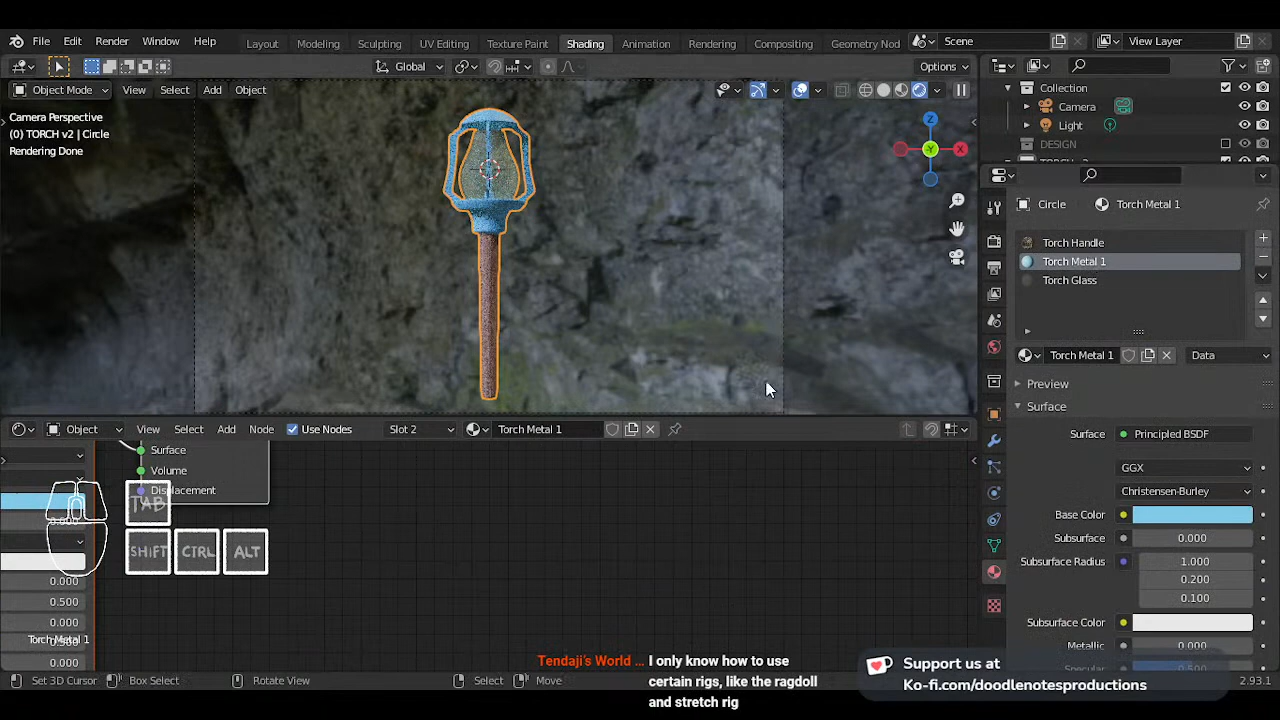 File Edit Render Window Help Layout Modeling Sculpting UV Editing Texture Paint Shading Animation Rendering Compositing Geometry Nod Scene View Layer
Global Options
Object Mode View Select Add Object
Camera Perspective
(0) TORCH v2 | Circle
Rendering Done
Z
X
-Y
Collection
Camera
Light
DESIGN
Circle Torch Metal 1
Torch Handle
Torch Metal 1
Torch Glass
Torch Metal 1 Data
Preview
Surface
Surface Principled BSDF
GGX
Christensen-Burley
Base Color
Subsurface 0.000
Subsurface Radius 1.000
0.200
0.100
Subsurface Color
Metallic 0.000
Specular 0.500
Object View Select Add Node Use Nodes Slot 2 Torch Metal 1
Surface
Volume
Displacement
TAB
SHIFT CTRL ALT
0.000
0.500
0.000
0.000
Torch Metal 1
Tendaji's World ... I only know how to use
certain rigs, like the ragdoll
and stretch rig
Support us at
Ko-fi.com/doodlenotesproductions
Set 3D Cursor Box Select Rotate View Select Move 2.93.1